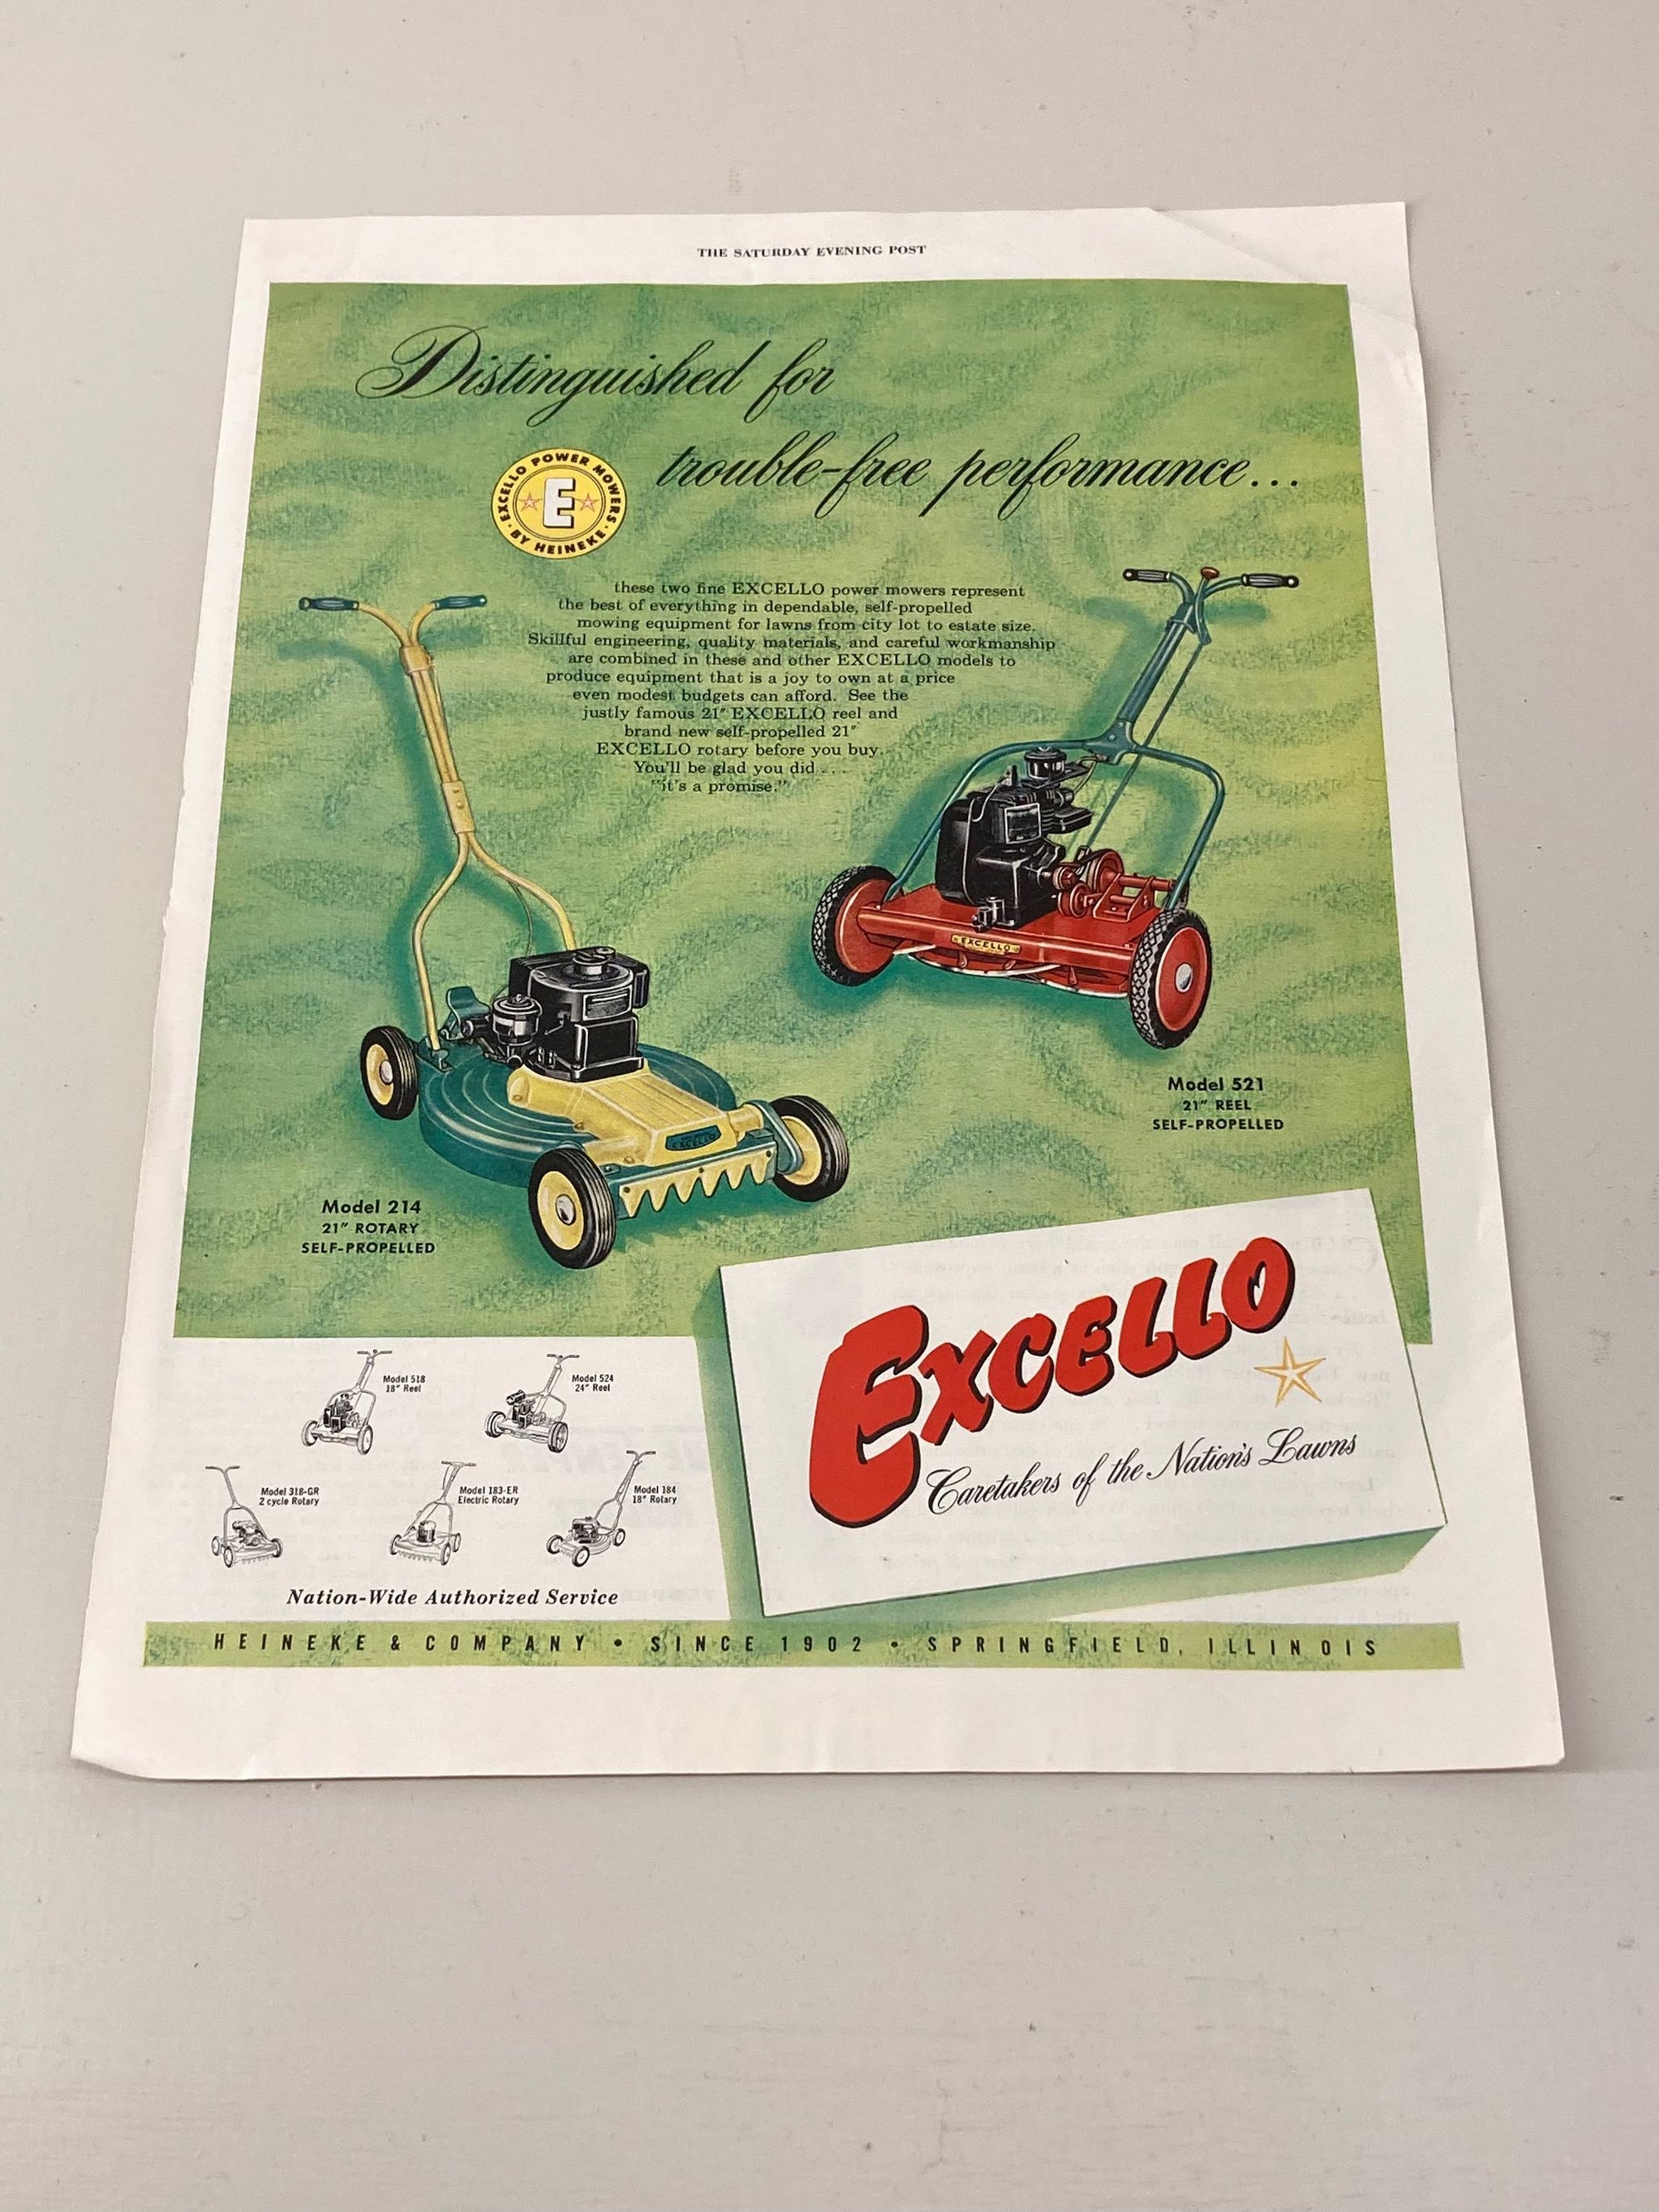 THE SATURDAY EVENING POST
Distinguished for
trouble-free performance...
EXCELLO POWER MOWERS
E
BY HEINEKE
these two fine EXCELLO power mowers represent
the best of everything in dependable, self-propelled
mowing equipment for lawns from city lot to estate size.
Skillful engineering, quality materials, and careful workmanship
are combined in these and other EXCELLO models to
produce equipment that is a joy to own at a price
even modest budgets can afford. See the
justly famous 21" EXCELLO reel and
brand new self-propelled 21"
EXCELLO rotary before you buy.
You'll be glad you did . . .
"it's a promise."
EXCELLO
Model 521
21" REEL
SELF-PROPELLED
EXCELLO
Model 214
21" ROTARY
SELF-PROPELLED
EXCELLO
Caretakers of the Nation's Lawns
Model 518
18" Reel
Model 524
24" Reel
Model 318-GR
2 cycle Rotary
Model 183-ER
Electric Rotary
Model 184
18" Rotary
Nation-Wide Authorized Service
HEINEKE & COMPANY • SINCE 1902 • SPRINGFIELD, ILLINOIS